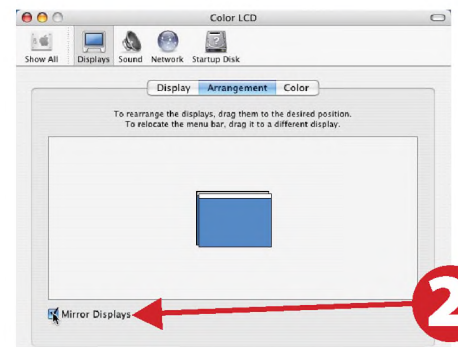 Color LCD
Show All Displays Sound Network Startup Disk
Display Arrangement Color
To rearrange the displays, drag them to the desired position.
To relocate the menu bar, drag it to a different display.
Mirror Displays
2